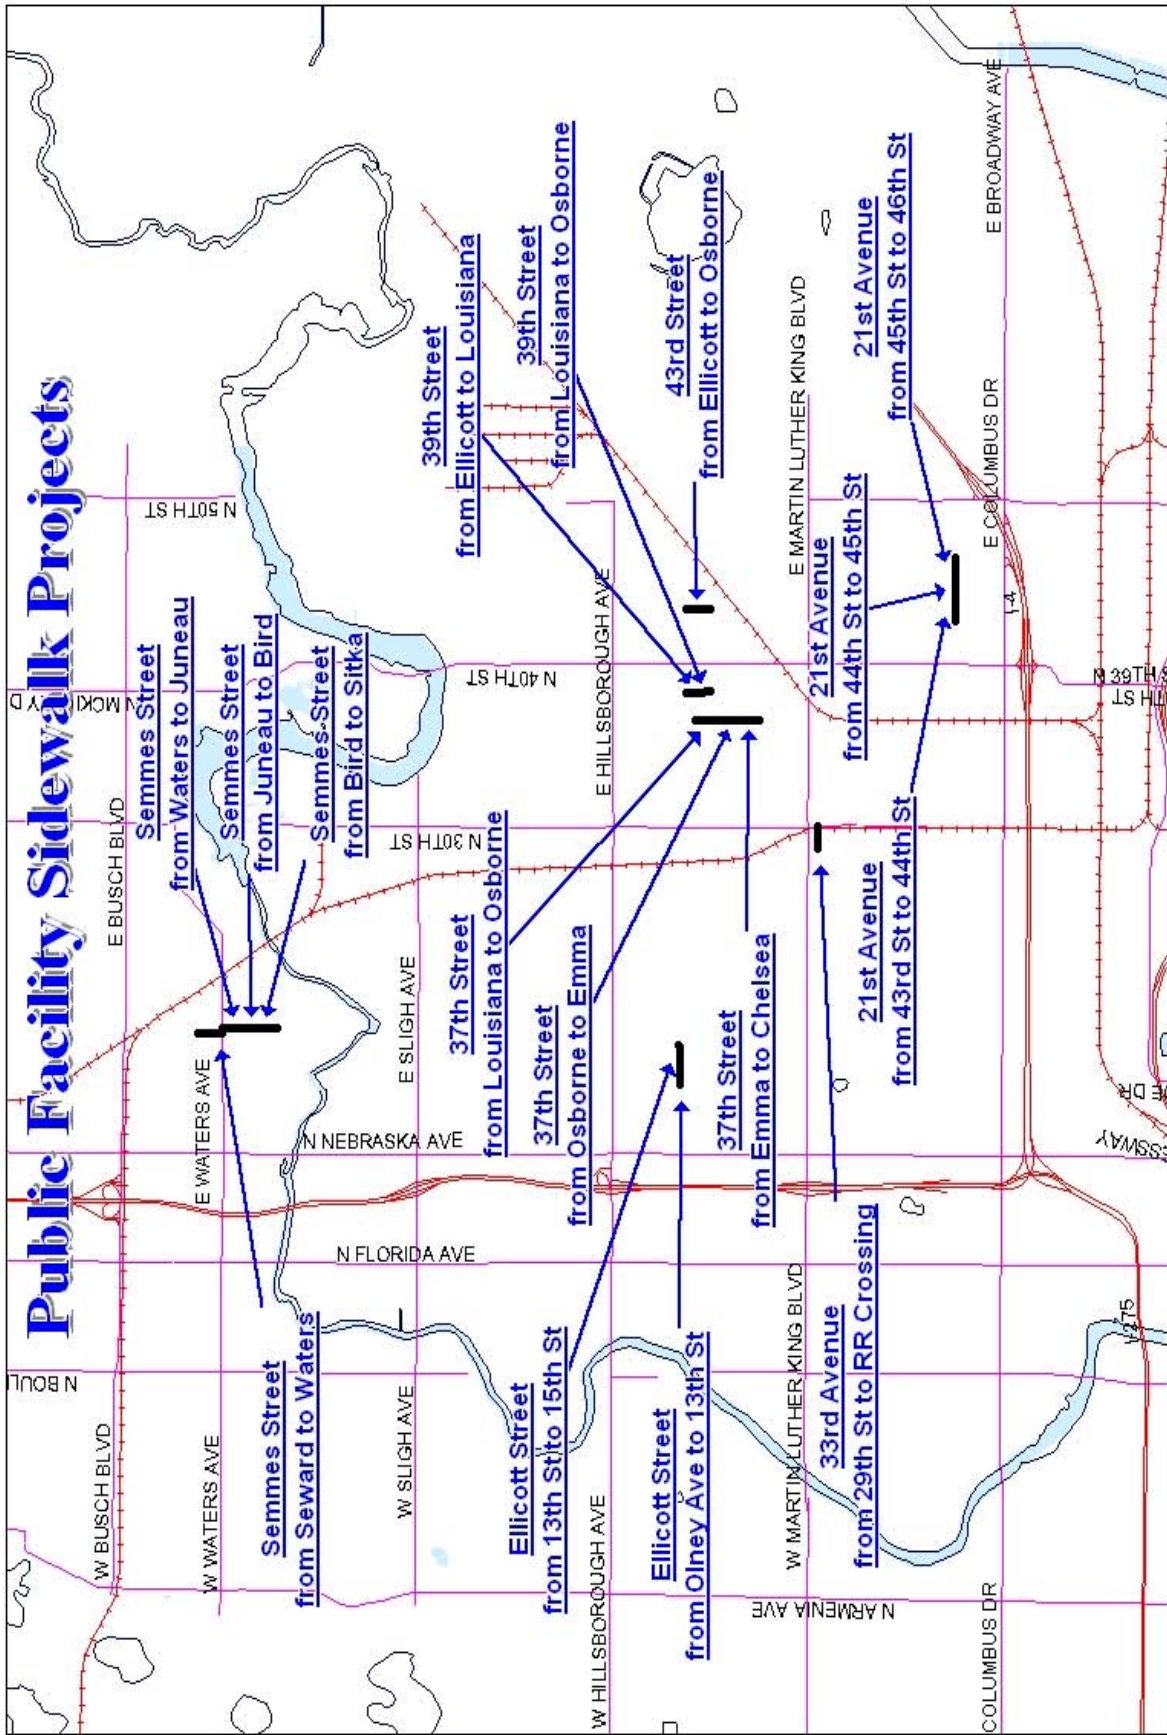 Public Facility Sidewalk Projects
Semmes Street
from Waters to Juneau
Semmes Street
from Juneau to Bird
Semmes Street
from Bird to Sitka
Semmes Street
from Seward to Waters
39th Street
from Ellicott to Louisiana
39th Street
from Louisiana to Osborne
43rd Street
from Ellicott to Osborne
37th Street
from Louisiana to Osborne
37th Street
from Osborne to Emma
37th Street
from Emma to Chelsea
Ellicott Street
from 13th St to 15th St
Ellicott Street
from Olney Ave to 13th St
33rd Avenue
from 29th St to RR Crossing
21st Avenue
from 43rd St to 44th St
21st Avenue
from 44th St to 45th St
21st Avenue
from 45th St to 46th St
W BUSCH BLVD
E BUSCH BLVD
W WATERS AVE
E WATERS AVE
W SLIGH AVE
E SLIGH AVE
W HILLSBOROUGH AVE
E HILLSBOROUGH AVE
W MARTIN LUTHER KING BLVD
E MARTIN LUTHER KING BLVD
COLUMBUS DR
E COLUMBUS DR
E BROADWAY AVE
N ARMENIA AVE
N FLORIDA AVE
N NEBRASKA AVE
N 30TH ST
N 40TH ST
N 50TH ST
I-4
I-275